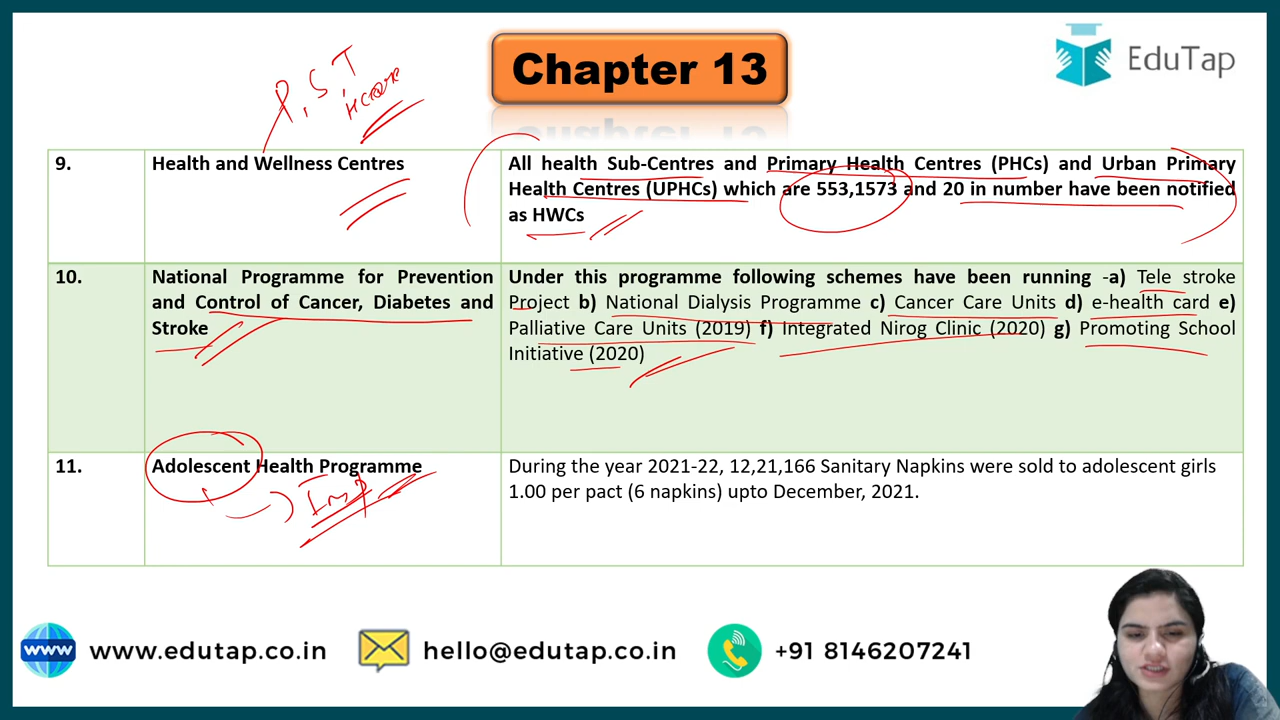 Chapter 13
EduTap
P, S, T
Hcare
9.
Health and Wellness Centres
All health Sub-Centres and Primary Health Centres (PHCs) and Urban Primary
Health Centres (UPHCs) which are 553,1573 and 20 in number have been notified
as HWCs
10.
National Programme for Prevention
and Control of Cancer, Diabetes and
Stroke
Under this programme following schemes have been running -a) Tele stroke
Project b) National Dialysis Programme c) Cancer Care Units d) e-health card e)
Palliative Care Units (2019) f) Integrated Nirog Clinic (2020) g) Promoting School
Initiative (2020)
11.
Adolescent Health Programme
Imp
During the year 2021-22, 12,21,166 Sanitary Napkins were sold to adolescent girls
1.00 per pact (6 napkins) upto December, 2021.
www
www.edutap.co.in
hello@edutap.co.in
+91 8146207241